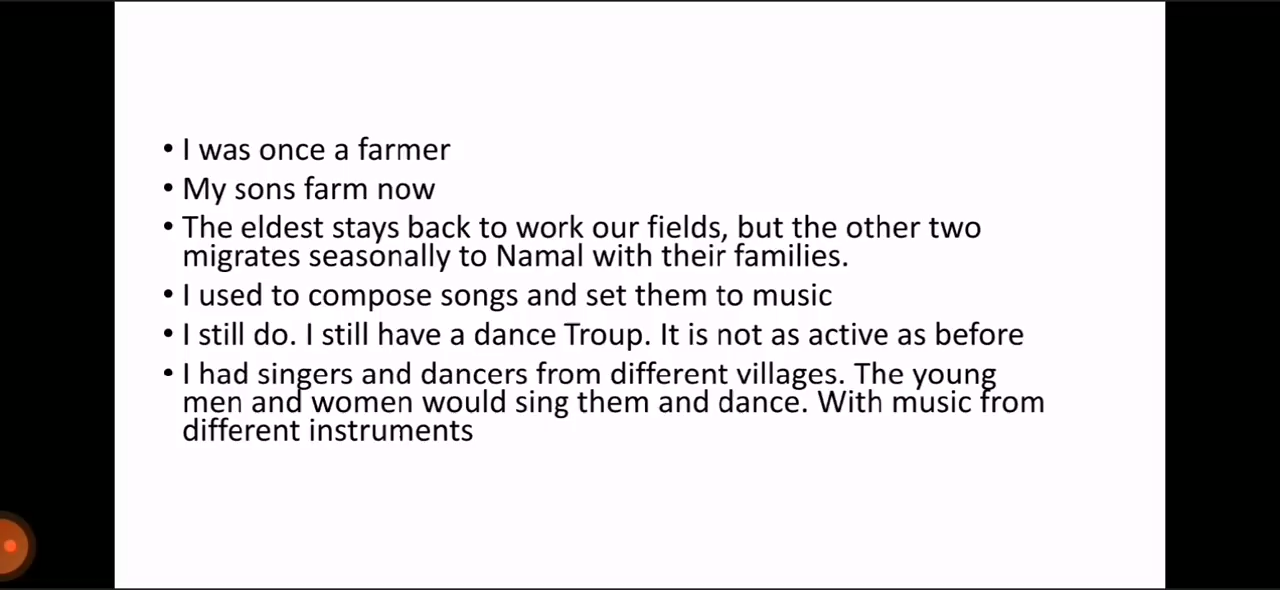 • I was once a farmer
• My sons farm now
• The eldest stays back to work our fields, but the other two
migrates seasonally to Namal with their families.
• I used to compose songs and set them to music
• I still do. I still have a dance Troup. It is not as active as before
• I had singers and dancers from different villages. The young
men and women would sing them and dance. With music from
different instruments